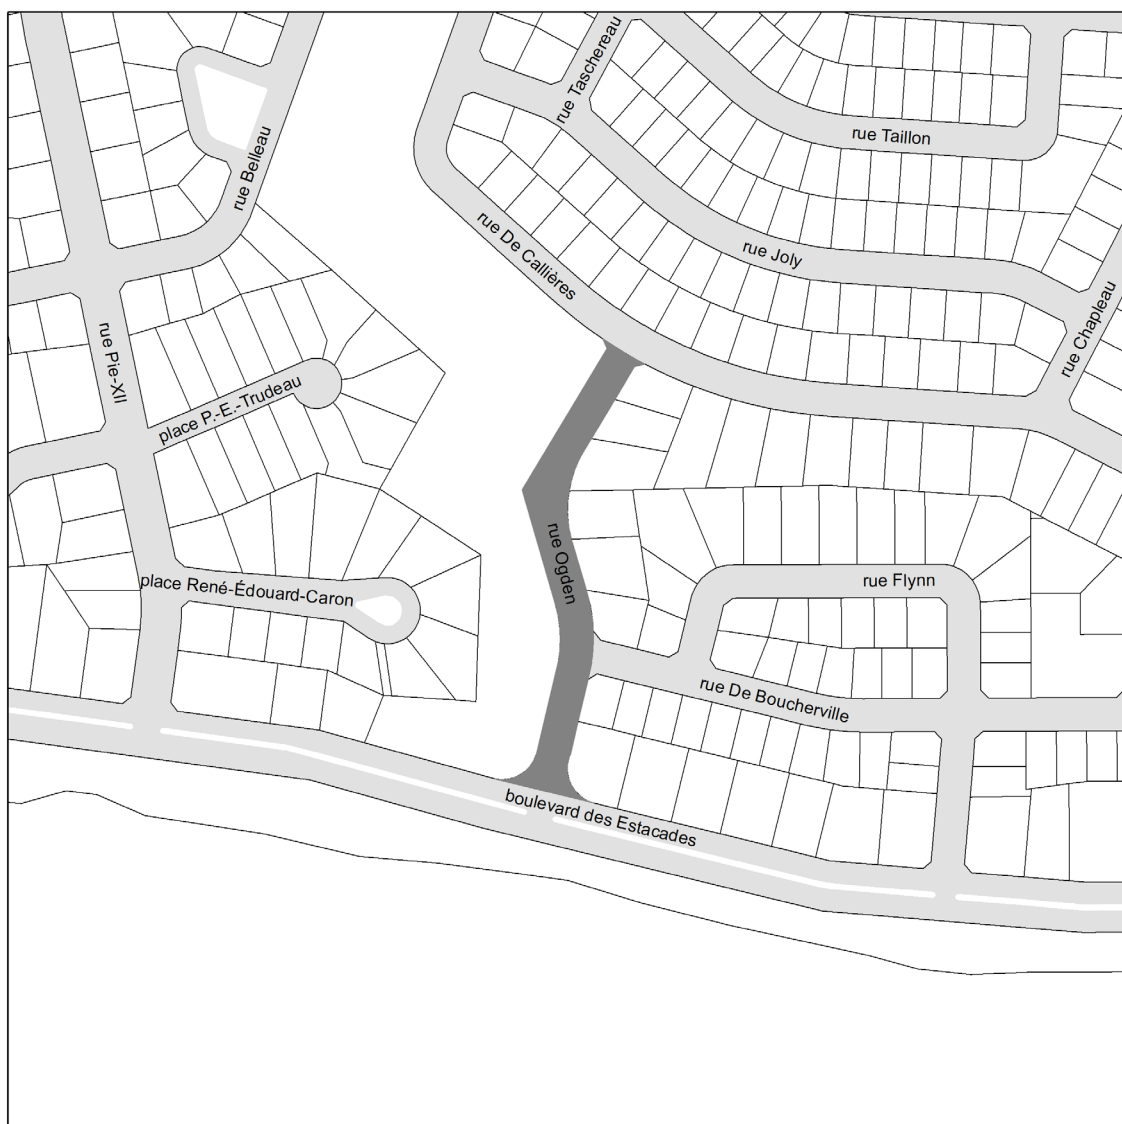 rue Taschereau
rue Taillon
rue Belleau
rue De Callières
rue Joly
rue Chapleau
rue Pie-XII
place P.-E.-Trudeau
rue Ogden
place René-Édouard-Caron
rue Flynn
rue De Boucherville
boulevard des Estacades